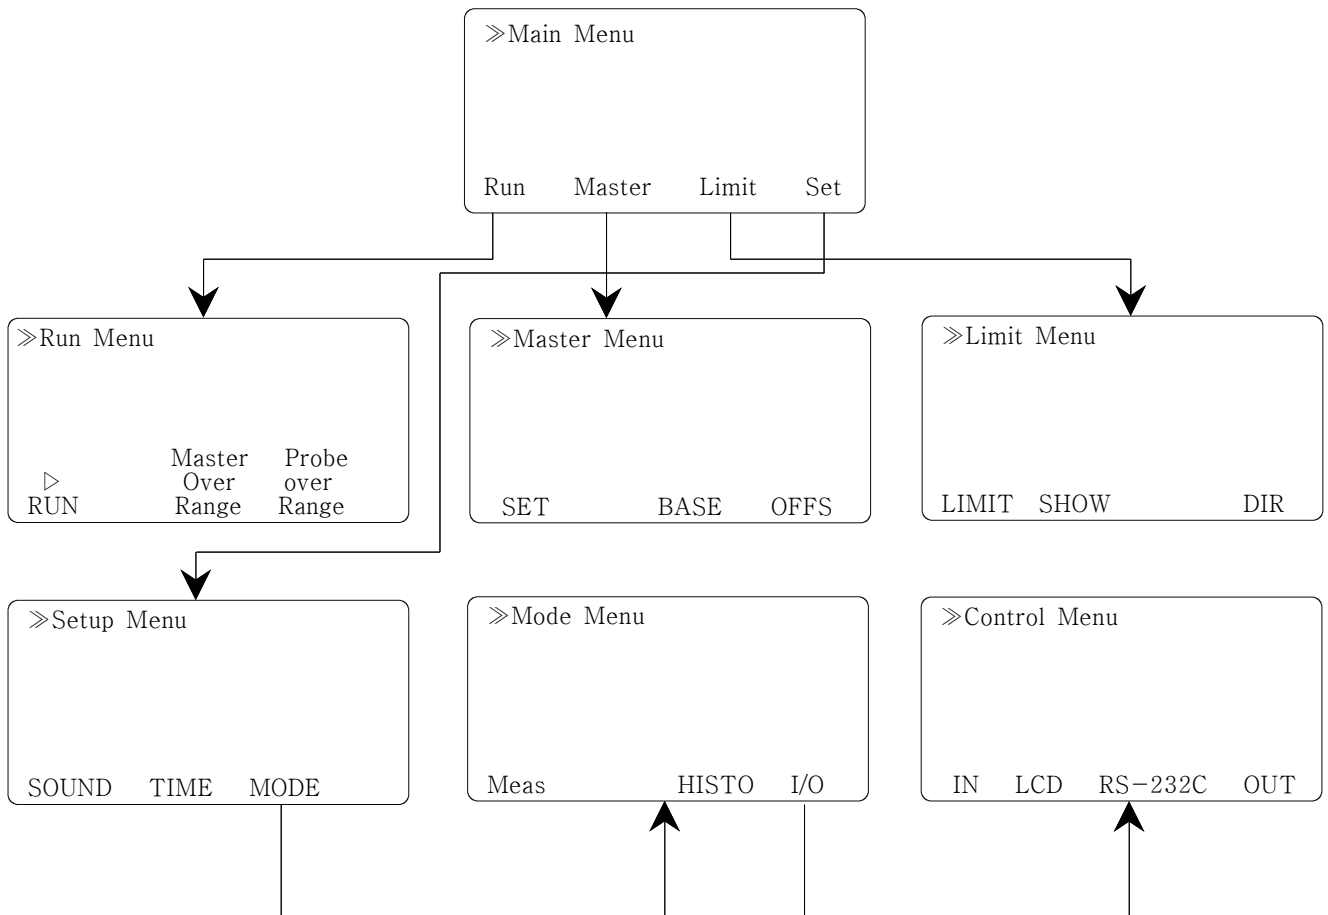 ≫Main Menu
Run Master Limit Set
≫Run Menu
Master Probe
▷ Over over
RUN Range Range
≫Master Menu
SET BASE OFFS
≫Limit Menu
LIMIT SHOW DIR
≫Setup Menu
SOUND TIME MODE
≫Mode Menu
Meas HISTO I/O
≫Control Menu
IN LCD RS-232C OUT